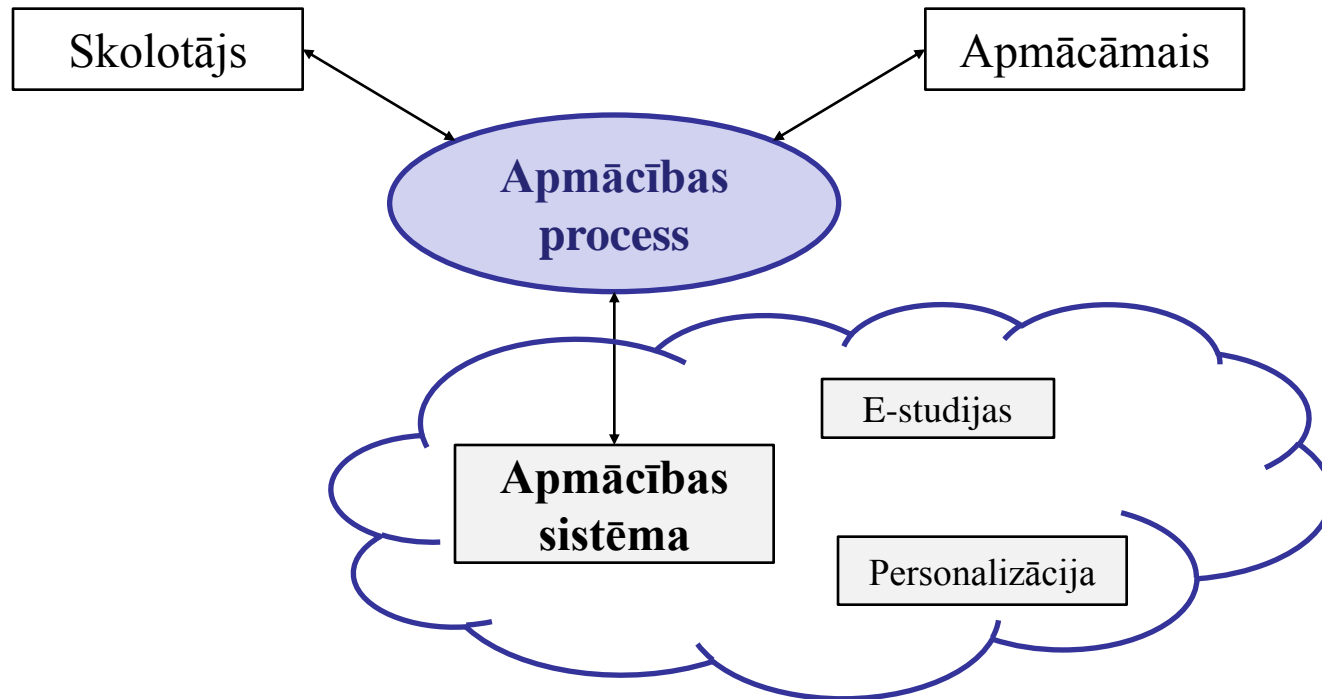 Skolotājs
Apmācāmais
Apmācības
process
E-studijas
Apmācības
sistēma
Personalizācija